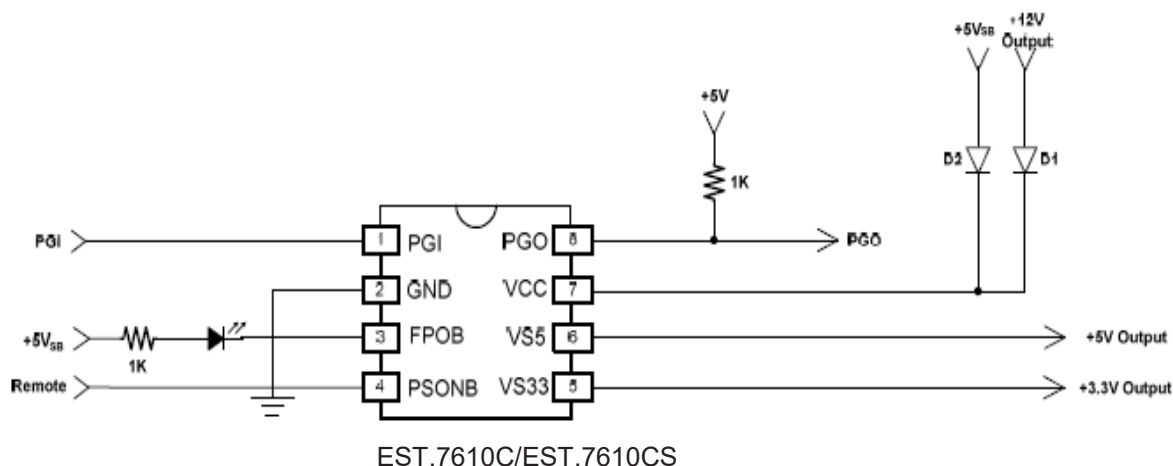 +12V
+5VSB Output
+5V
D2 D1
1K
PGI 1 PGI PGO 8 PGO
2 GND VCC 7
+5VSB 3 FPOB VS5 6 +5V Output
1K
Remote 4 PSONB VS33 5 +3.3V Output
EST.7610C/EST.7610CS